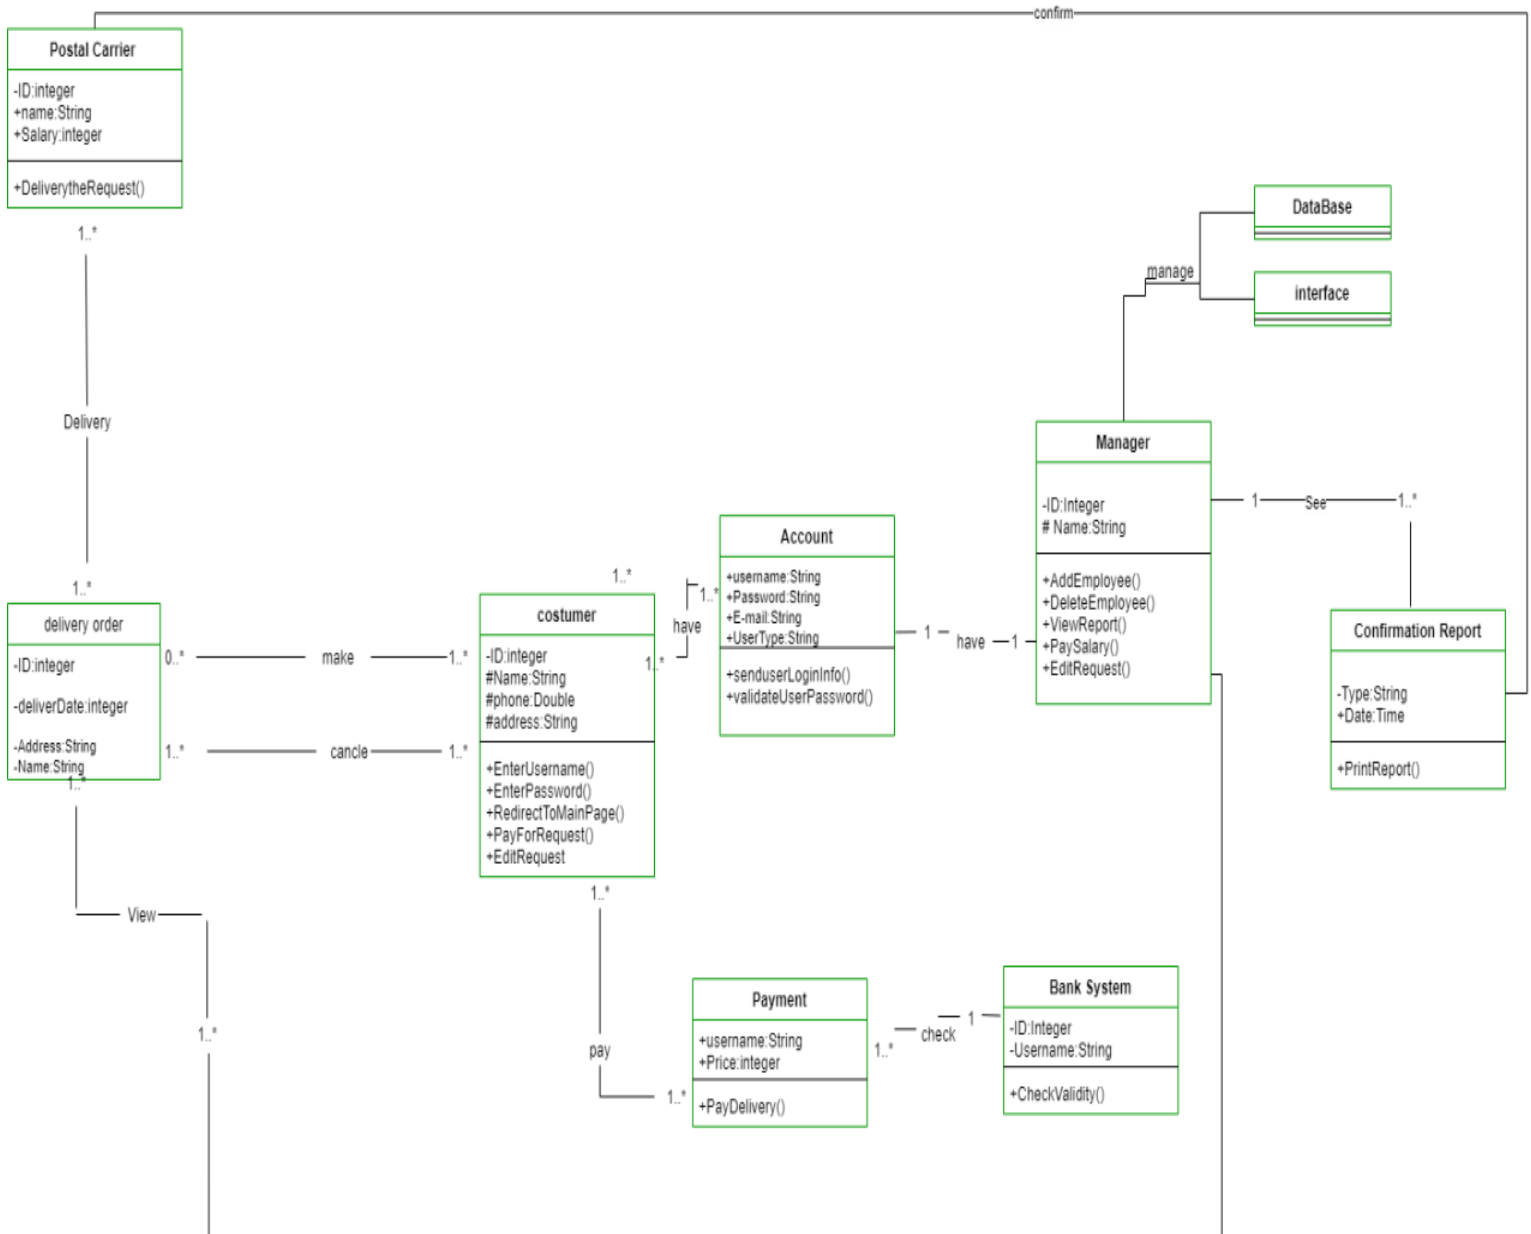 confirm
Postal Carrier
-ID:integer
+name:String
+Salary:integer
+DeliverytheRequest()
1..*
Delivery
1..*
delivery order
-ID:integer
-deliverDate:integer
-Address:String
-Name:String
1..*
View
1..*
0..*
make
1..*
1..*
cancle
1..*
1..*
costumer
-ID:integer
#Name:String
#phone:Double
#address:String
+EnterUsername()
+EnterPassword()
+RedirectToMainPage()
+PayForRequest()
+EditRequest
1..*
have
1..*
Account
+username:String
+Password:String
+E-mail:String
+UserType:String
+senduserLoginInfo()
+validateUserPassword()
1
have
1
Manager
-ID:Integer
# Name:String
+AddEmployee()
+DeleteEmployee()
+ViewReport()
+PaySalary()
+EditRequest()
manage
DataBase
interface
1
See
1..*
Confirmation Report
-Type:String
+Date:Time
+PrintReport()
1..*
pay
1..*
Payment
+username:String
+Price:integer
+PayDelivery()
1..*
check
1
Bank System
-ID:Integer
-Username:String
+CheckValidity()